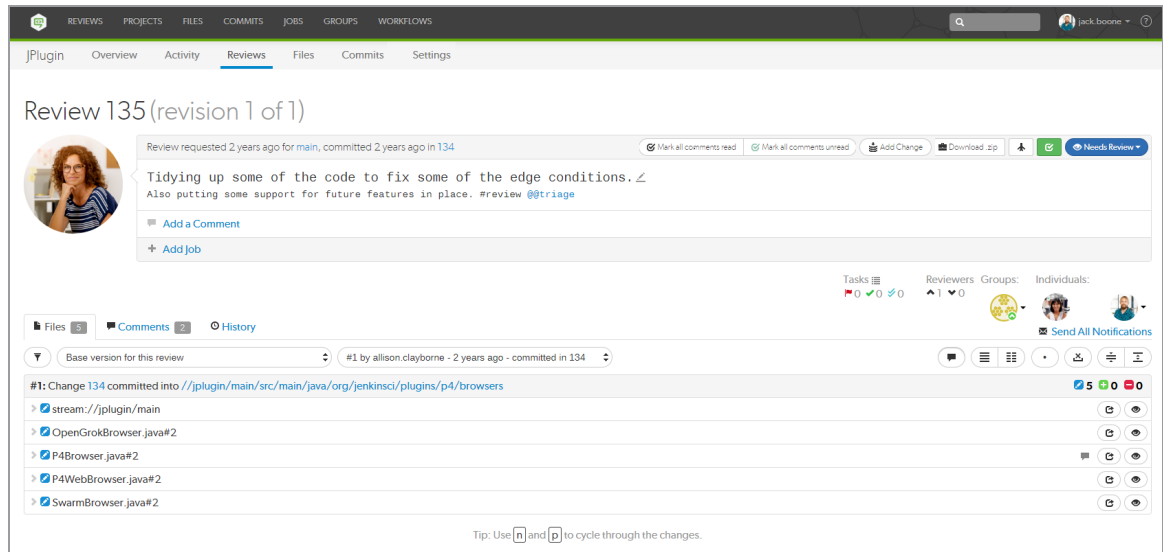 REVIEWS PROJECTS FILES COMMITS JOBS GROUPS WORKFLOWS jack.boone
JPlugin Overview Activity Reviews Files Commits Settings
Review 135 (revision 1 of 1)
Review requested 2 years ago for main, committed 2 years ago in 134 Mark all comments read Mark all comments unread Add Change Download .zip Needs Review
Tidying up some of the code to fix some of the edge conditions.
Also putting some support for future features in place. #review @@triage
Add a Comment
Add Job
Tasks Reviewers Groups: Individuals:
0 0 0 1 0
Files 5 Comments 2 History Send All Notifications
Base version for this review #1 by allison.clayborne - 2 years ago - committed in 134
#1: Change 134 committed into //jplugin/main/src/main/java/org/jenkinsci/plugins/p4/browsers 5 0 0
stream://jplugin/main
OpenGrokBrowser.java#2
P4Browser.java#2
P4WebBrowser.java#2
SwarmBrowser.java#2
Tip: Use n and p to cycle through the changes.